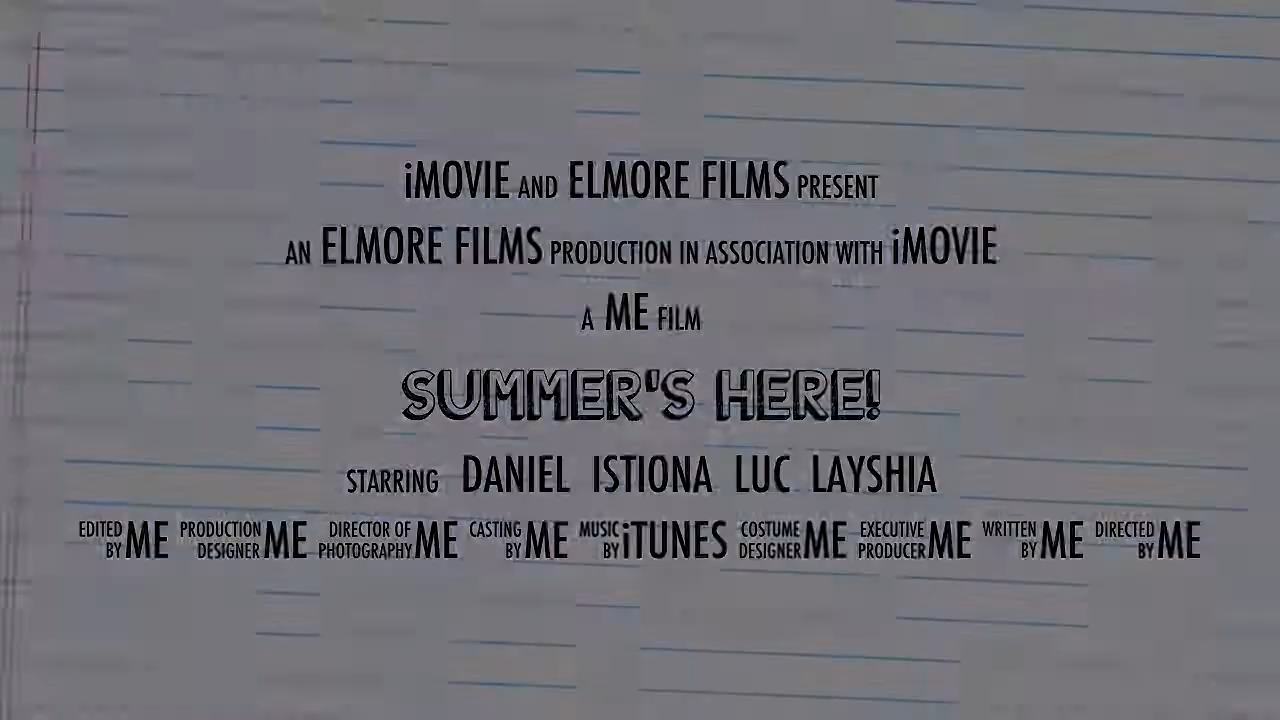 iMOVIE AND ELMORE FILMS PRESENT
AN ELMORE FILMS PRODUCTION IN ASSOCIATION WITH iMOVIE
A ME FILM
SUMMER'S HERE!
STARRING DANIEL ISTIONA LUC LAYSHIA
EDITED BY ME PRODUCTION DESIGNER ME DIRECTOR OF PHOTOGRAPHY ME CASTING BY ME MUSIC BY iTUNES COSTUME DESIGNER ME EXECUTIVE PRODUCER ME WRITTEN BY ME DIRECTED BY ME